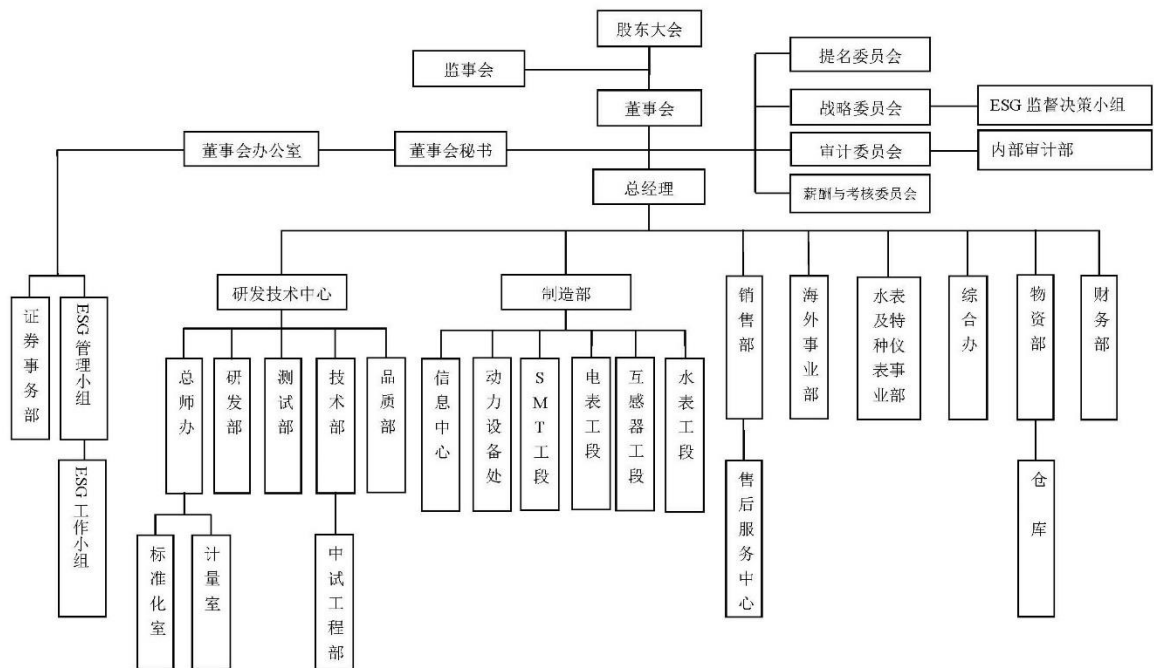 股东大会
监事会
提名委员会
董事会
战略委员会
ESG 监督决策小组
董事会办公室
董事会秘书
审计委员会
内部审计部
总经理
薪酬与考核委员会
研发技术中心
制造部
销售部
海外事业部
水表及特种仪表事业部
综合办
物资部
财务部
证券事务部
ESG 管理小组
总师办
研发部
测试部
技术部
品质部
信息中心
动力设备处
SMT工段
电表工段
互感器工段
水表工段
ESG 工作小组
售后服务中心
仓库
标准化室
计量室
中试工程部